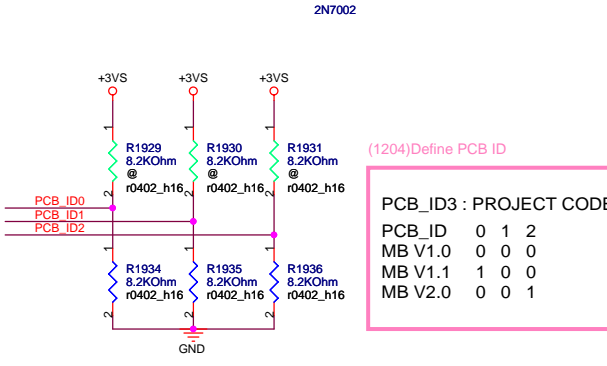 2N7002
+3VS +3VS +3VS
1 1 1
R1929 R1930 R1931
8.2KOhm 8.2KOhm 8.2KOhm
@ @ @
r0402_h16 r0402_h16 r0402_h16
2 2 2
(1204)Define PCB ID
PCB_ID0
PCB_ID1
PCB_ID2
PCB_ID3 : PROJECT CODE
PCB_ID 0 1 2
MB V1.0 0 0 0
MB V1.1 1 0 0
MB V2.0 0 0 1
1 1 1
R1934 R1935 R1936
8.2KOhm 8.2KOhm 8.2KOhm
r0402_h16 r0402_h16 r0402_h16
2 2 2
GND